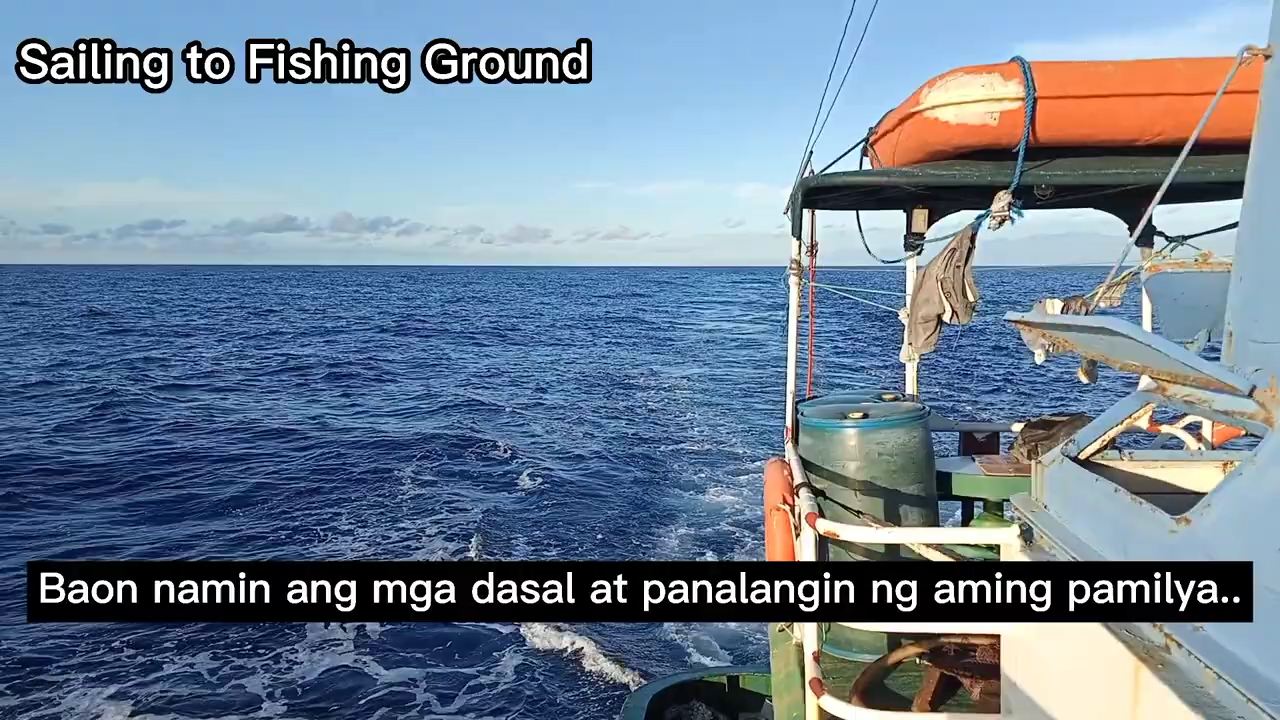 Sailing to Fishing Ground
Baon namin ang mga dasal at panalangin ng aming pamilya..